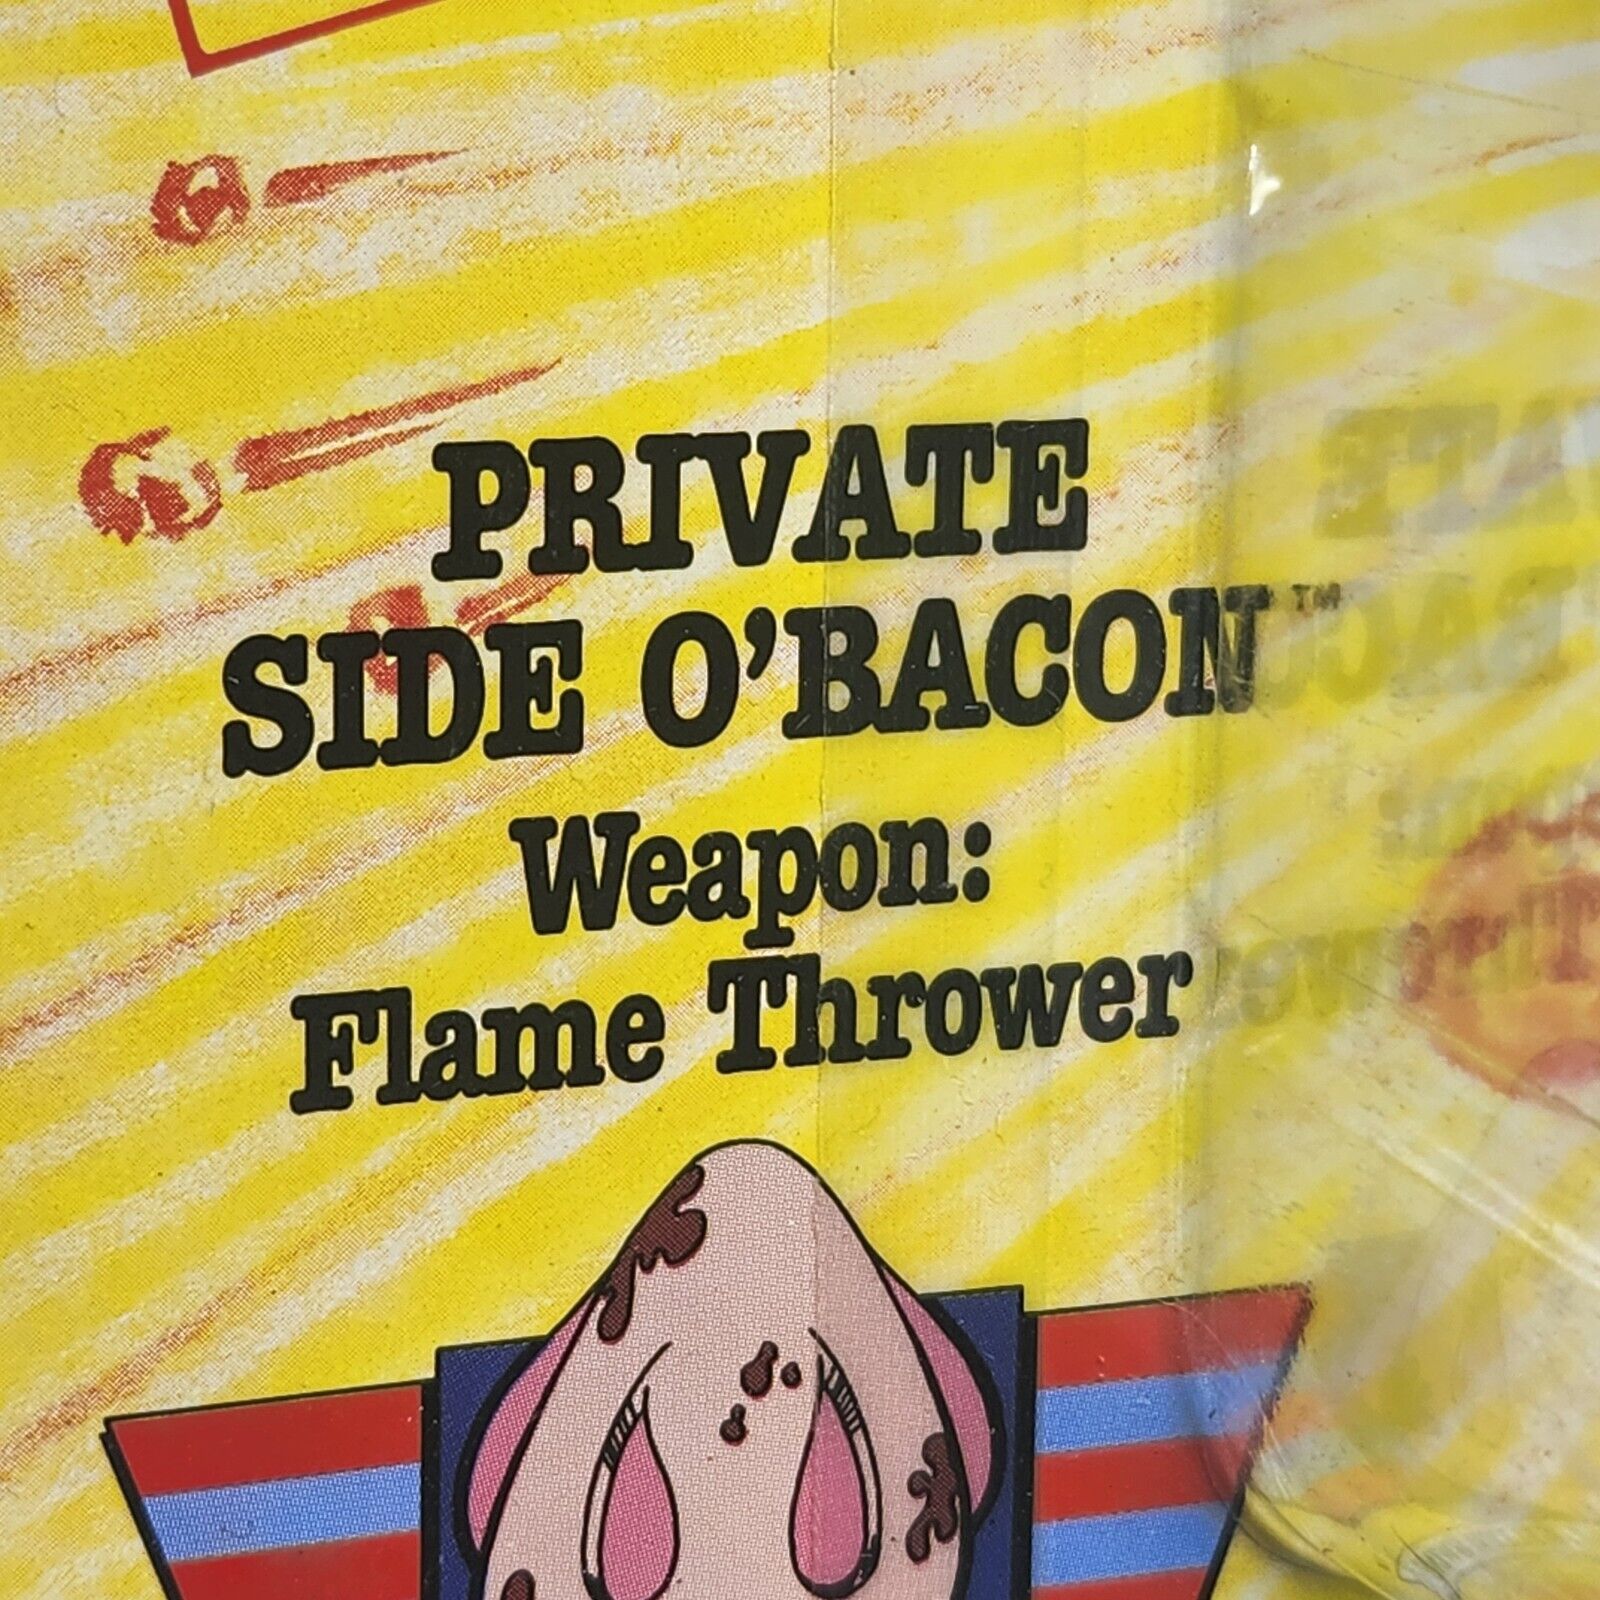 PRIVATE
SIDE O'BACON™
Weapon:
Flame Thrower